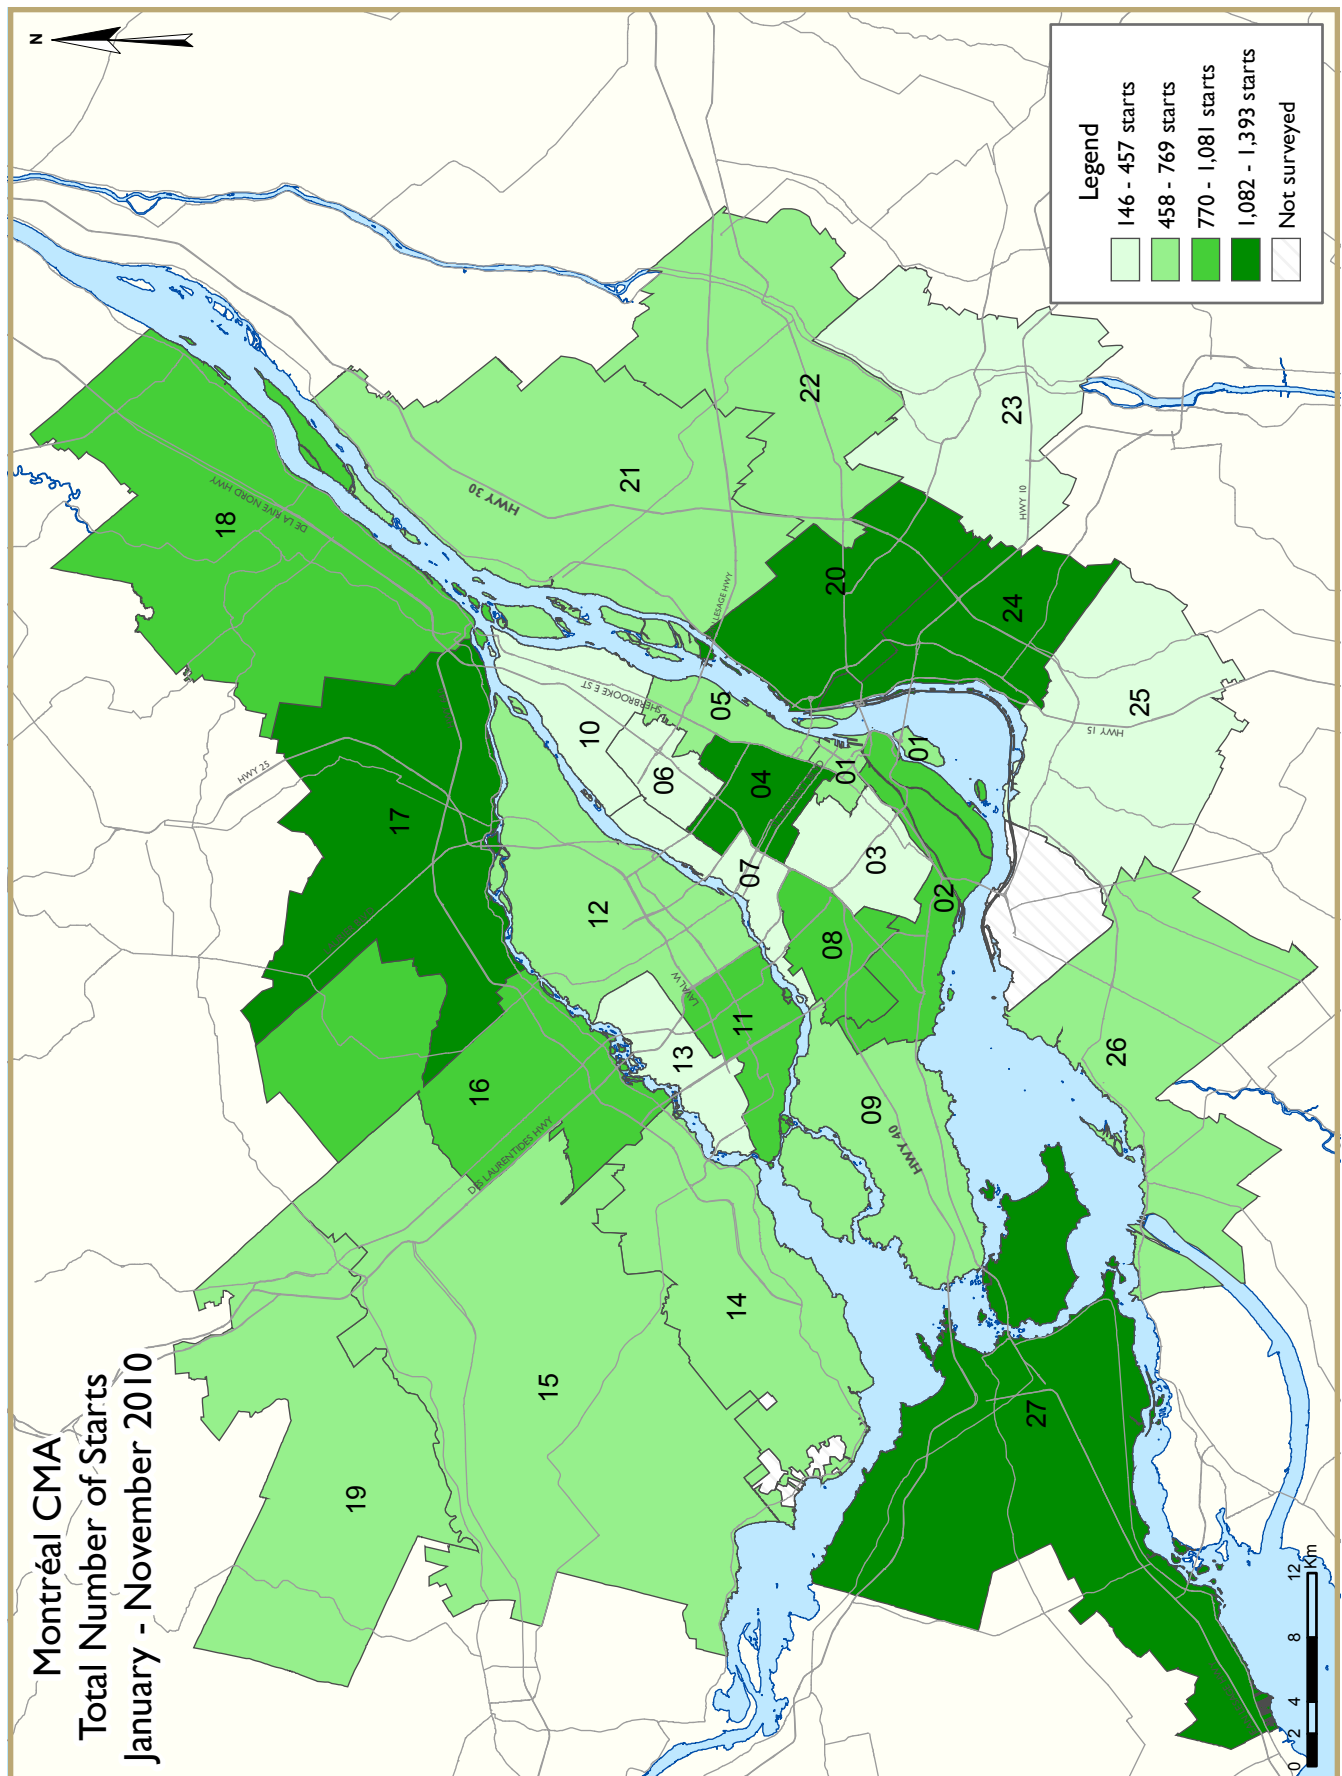 Montréal CMA
Total Number of Starts
January - November 2010
N
Legend
146 - 457 starts
458 - 769 starts
770 - 1,081 starts
1,082 - 1,393 starts
Not surveyed
19
15
14
27
16
13
11
09
26
17
12
08
02
03
07
06
10
04
05
01
01
18
21
20
22
23
24
25
DE LA RIVE NORD HWY
HWY 30
HWY 25
SHERBROOKE E ST
LESAGE HWY
HWY 10
HWY 15
LAVAL W
DES LAURENTIDES HWY
HWY 40
0 2 4 8 12
Km